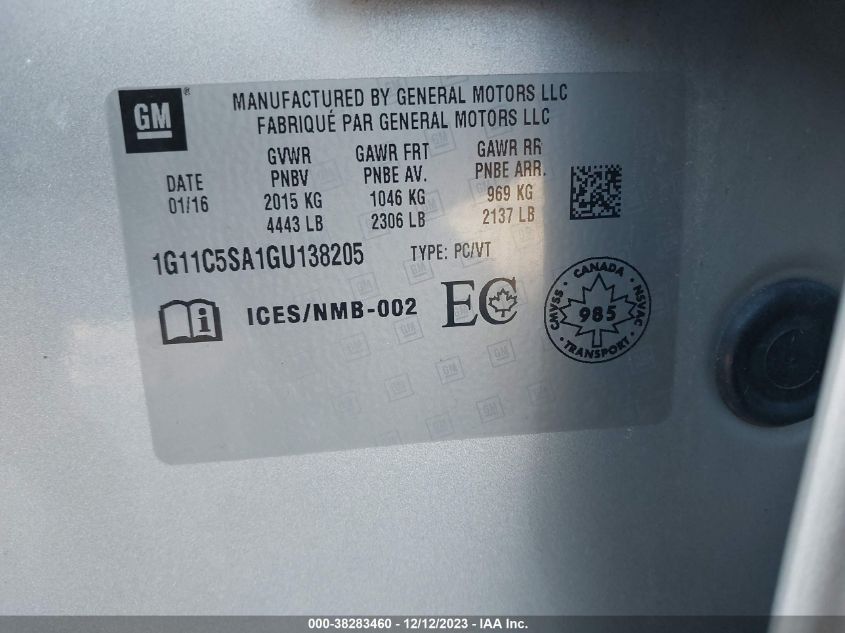 GM
MANUFACTURED BY GENERAL MOTORS LLC
FABRIQUÉ PAR GENERAL MOTORS LLC
DATE
01/16
GVWR
PNBV
2015 KG
4443 LB
GAWR FRT
PNBE AV.
1046 KG
2306 LB
GAWR RR
PNBE ARR.
969 KG
2137 LB
1G11C5SA1GU138205 TYPE: PC/VT
ICES/NMB-002
EC
CANADA
CMVSS
985
NSVAC
TRANSPORT
000-38283460 - 12/12/2023 - IAA Inc.